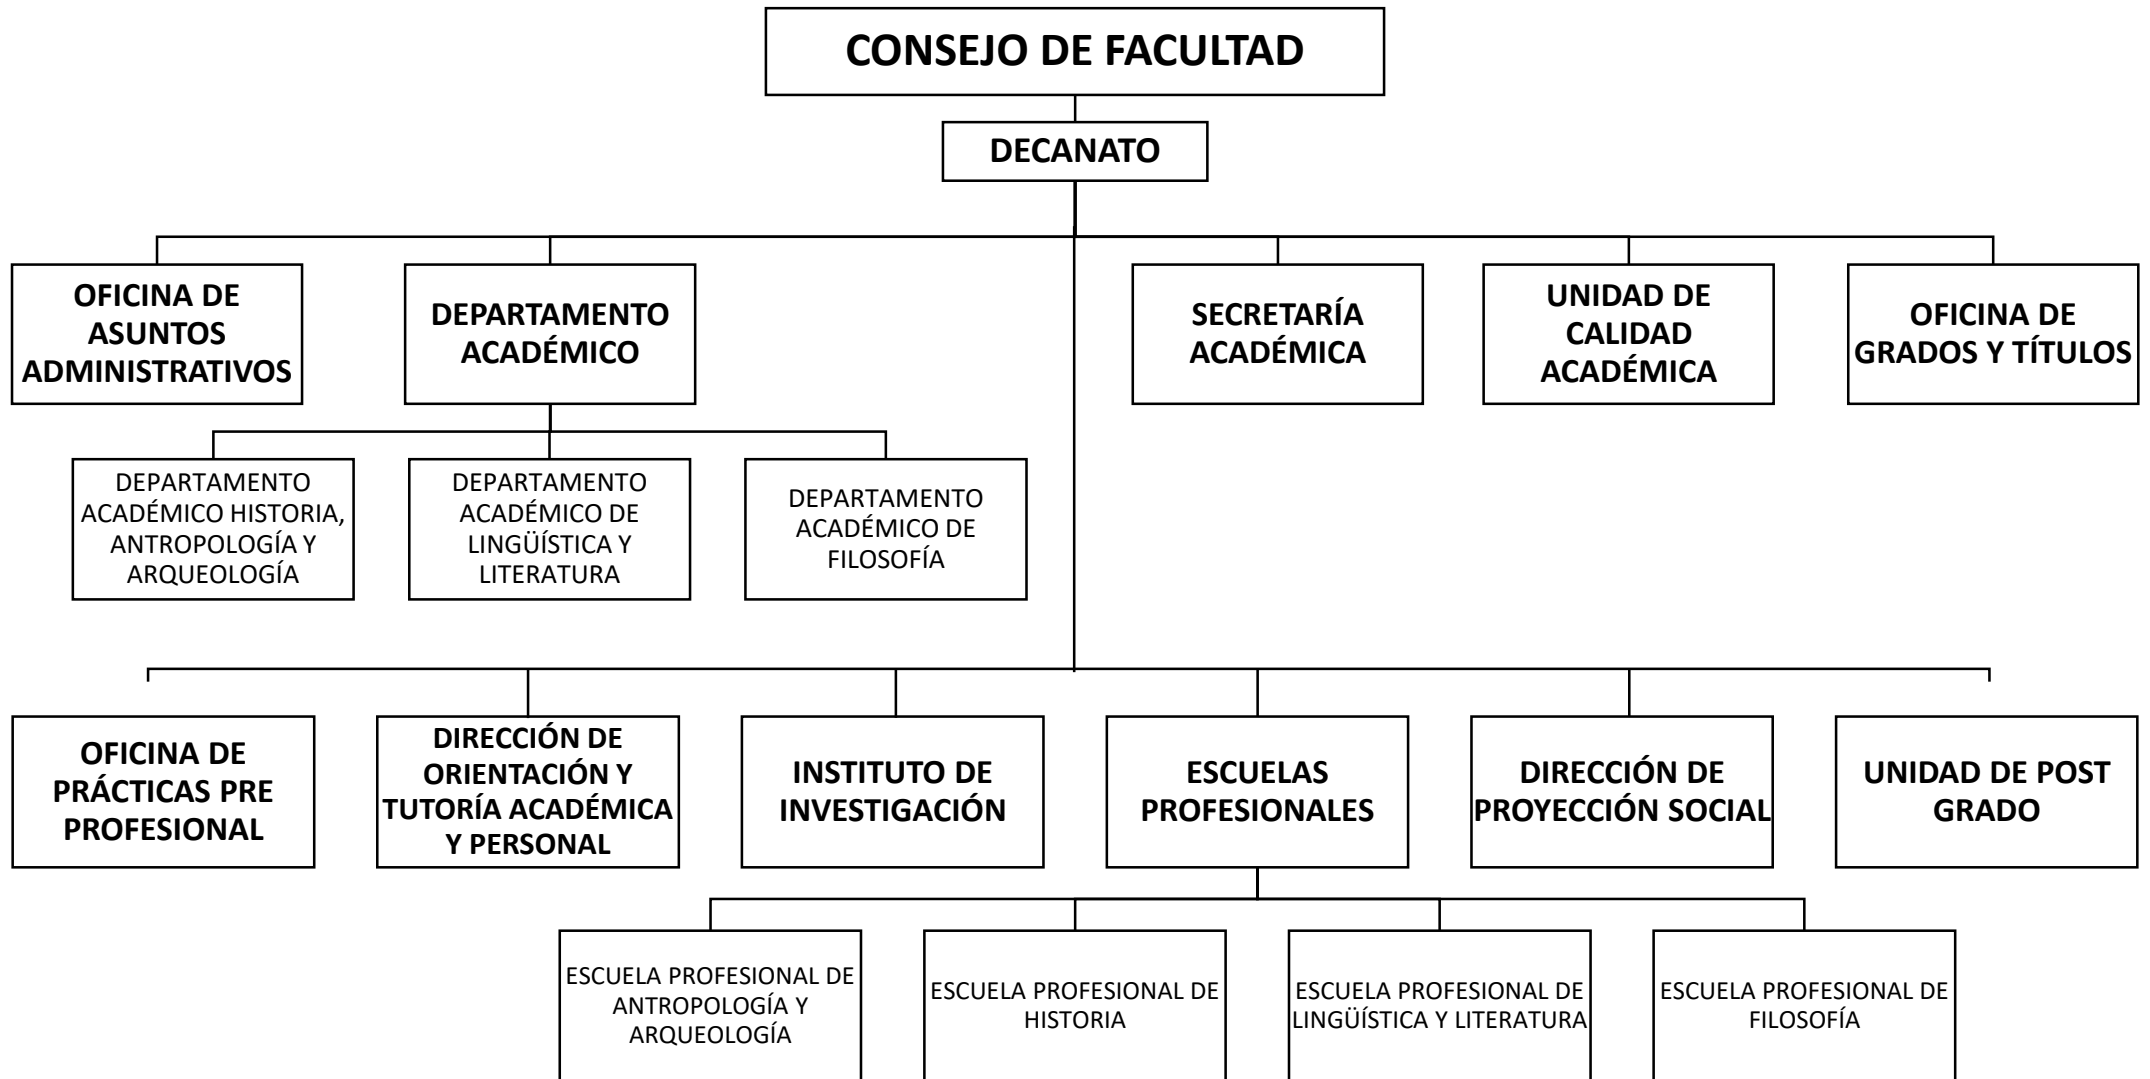 CONSEJO DE FACULTAD
DECANATO
OFICINA DE
ASUNTOS
ADMINISTRATIVOS
DEPARTAMENTO
ACADÉMICO
SECRETARÍA
ACADÉMICA
UNIDAD DE
CALIDAD
ACADÉMICA
OFICINA DE
GRADOS Y TÍTULOS
DEPARTAMENTO
ACADÉMICO HISTORIA,
ANTROPOLOGÍA Y
ARQUEOLOGÍA
DEPARTAMENTO
ACADÉMICO DE
LINGÜÍSTICA Y
LITERATURA
DEPARTAMENTO
ACADÉMICO DE
FILOSOFÍA
OFICINA DE
PRÁCTICAS PRE
PROFESIONAL
DIRECCIÓN DE
ORIENTACIÓN Y
TUTORÍA ACADÉMICA
Y PERSONAL
INSTITUTO DE
INVESTIGACIÓN
ESCUELAS
PROFESIONALES
DIRECCIÓN DE
PROYECCIÓN SOCIAL
UNIDAD DE POST
GRADO
ESCUELA PROFESIONAL DE
ANTROPOLOGÍA Y
ARQUEOLOGÍA
ESCUELA PROFESIONAL DE
HISTORIA
ESCUELA PROFESIONAL DE
LINGÜÍSTICA Y LITERATURA
ESCUELA PROFESIONAL DE
FILOSOFÍA